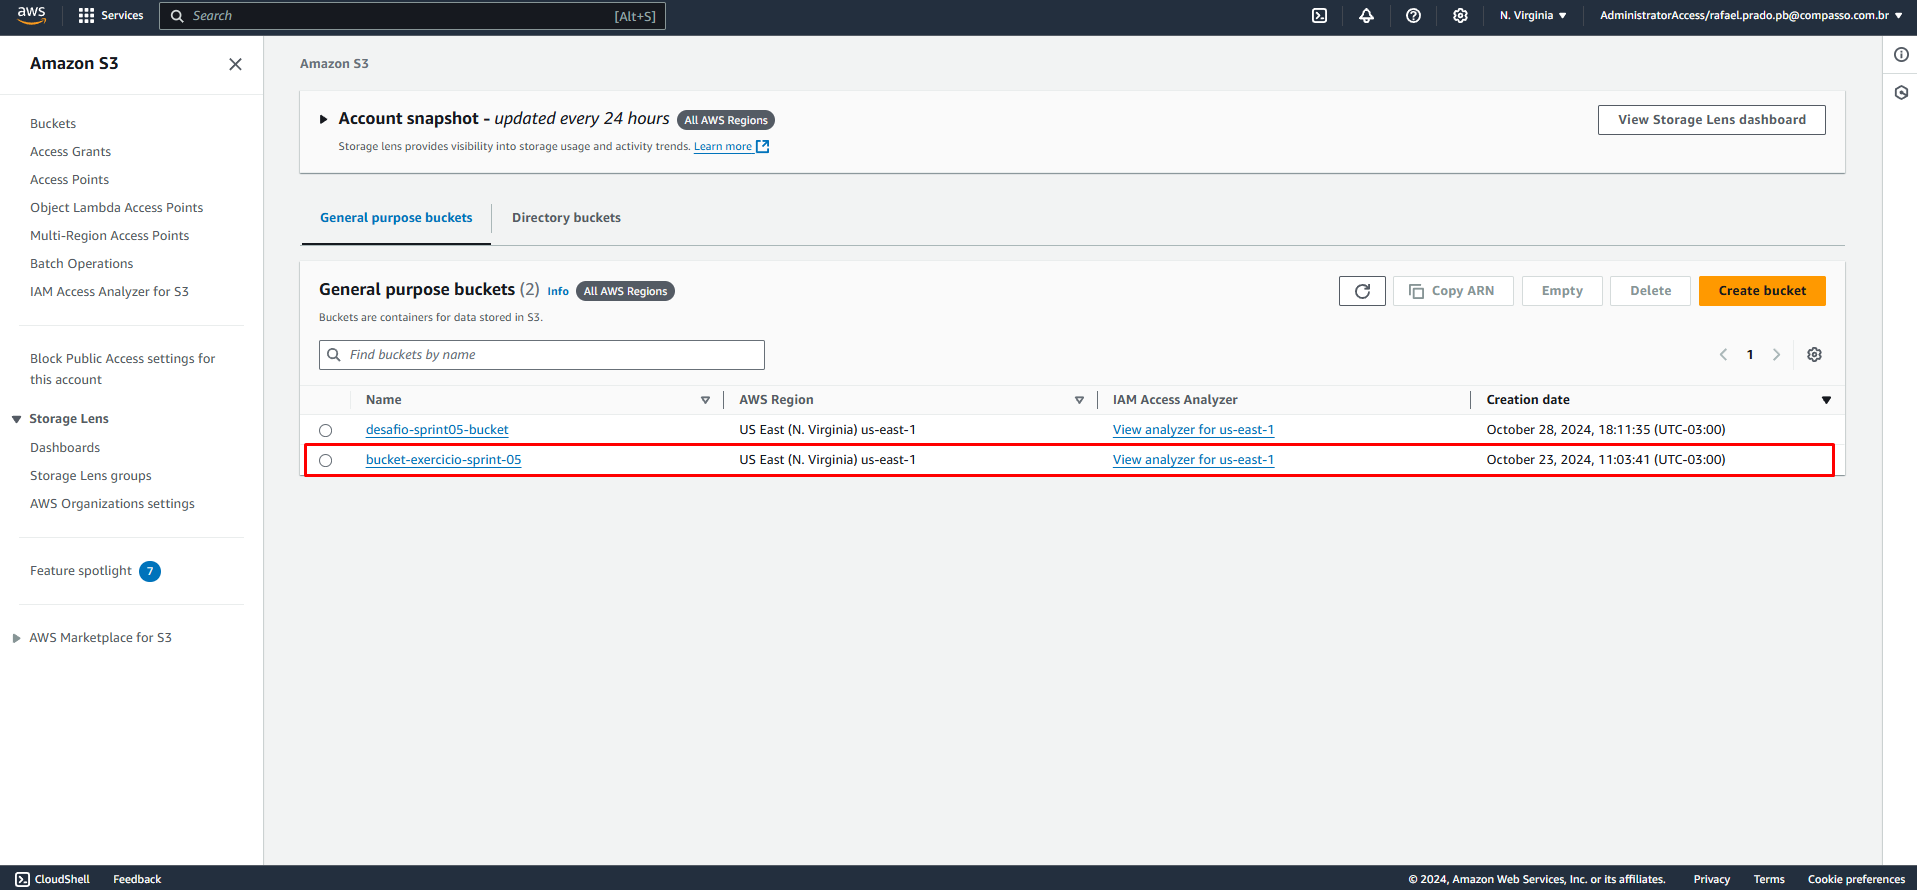 aws Services Search [Alt+S] N. Virginia AdministratorAccess/rafael.prado.pb@compasso.com.br
Amazon S3
Buckets
Access Grants
Access Points
Object Lambda Access Points
Multi-Region Access Points
Batch Operations
IAM Access Analyzer for S3
Block Public Access settings for
this account
Storage Lens
Dashboards
Storage Lens groups
AWS Organizations settings
Feature spotlight 7
AWS Marketplace for S3
Amazon S3
Account snapshot - updated every 24 hours All AWS Regions
View Storage Lens dashboard
Storage lens provides visibility into storage usage and activity trends. Learn more
General purpose buckets Directory buckets
General purpose buckets (2) Info All AWS Regions
Copy ARN Empty Delete Create bucket
Buckets are containers for data stored in S3.
Find buckets by name
1
Name AWS Region IAM Access Analyzer Creation date
desafio-sprint05-bucket US East (N. Virginia) us-east-1 View analyzer for us-east-1 October 28, 2024, 18:11:35 (UTC-03:00)
bucket-exercicio-sprint-05 US East (N. Virginia) us-east-1 View analyzer for us-east-1 October 23, 2024, 11:03:41 (UTC-03:00)
CloudShell Feedback © 2024, Amazon Web Services, Inc. or its affiliates. Privacy Terms Cookie preferences